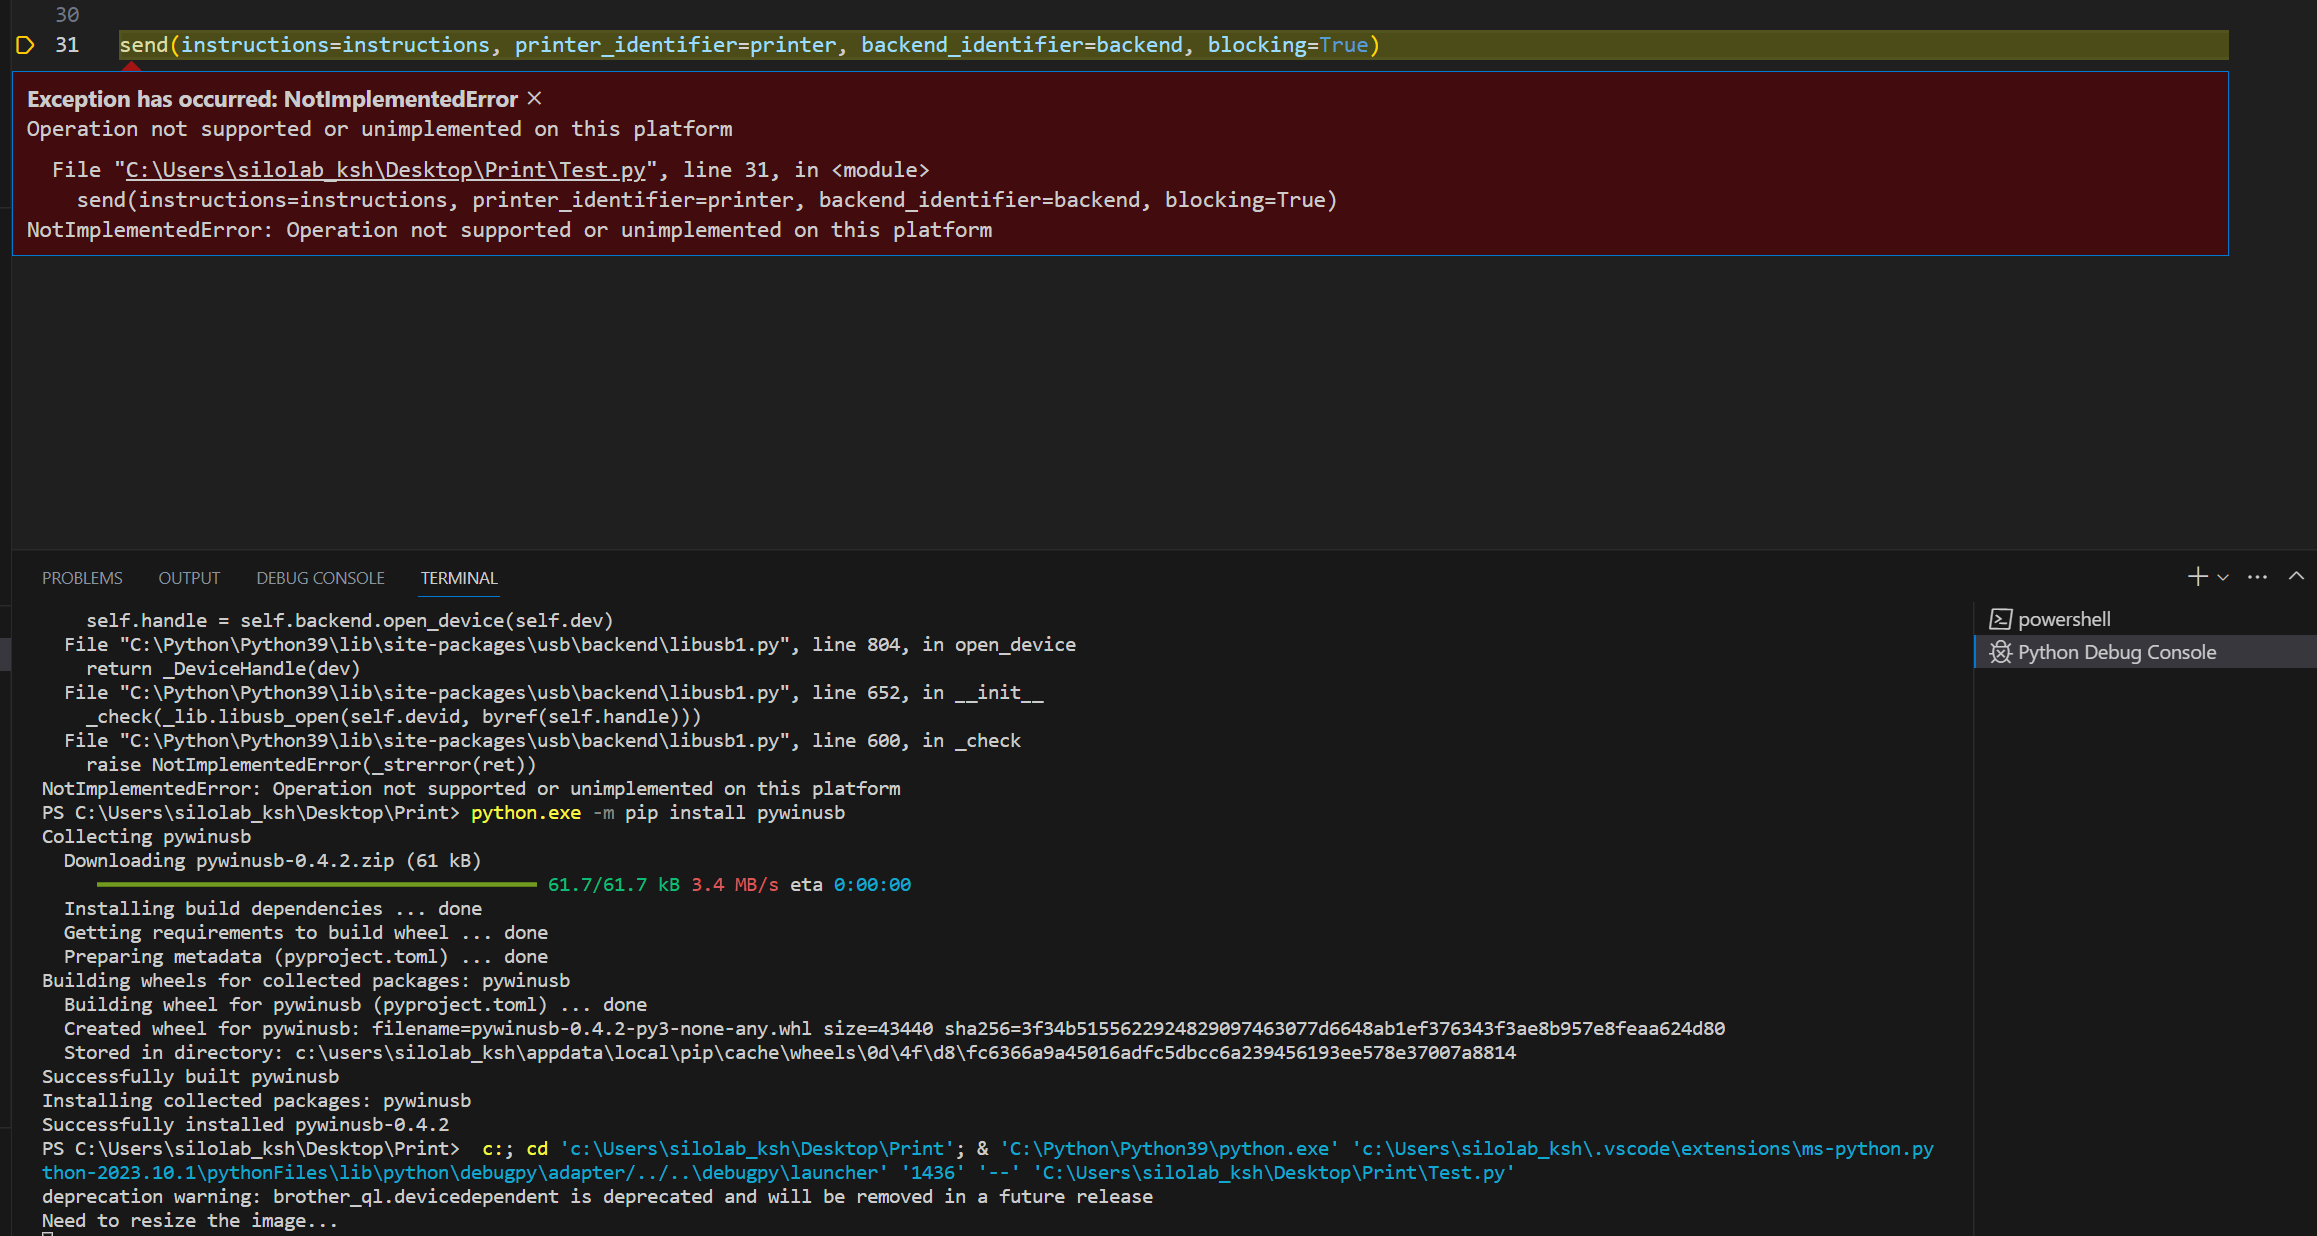 30
31 send(instructions=instructions, printer_identifier=printer, backend_identifier=backend, blocking=True)
Exception has occurred: NotImplementedError ×
Operation not supported or unimplemented on this platform
File "C:\Users\silolab_ksh\Desktop\Print\Test.py", line 31, in <module>
send(instructions=instructions, printer_identifier=printer, backend_identifier=backend, blocking=True)
NotImplementedError: Operation not supported or unimplemented on this platform
PROBLEMS OUTPUT DEBUG CONSOLE TERMINAL
self.handle = self.backend.open_device(self.dev)
File "C:\Python\Python39\lib\site-packages\usb\backend\libusb1.py", line 804, in open_device
return _DeviceHandle(dev)
File "C:\Python\Python39\lib\site-packages\usb\backend\libusb1.py", line 652, in __init__
_check(_lib.libusb_open(self.devid, byref(self.handle)))
File "C:\Python\Python39\lib\site-packages\usb\backend\libusb1.py", line 600, in _check
raise NotImplementedError(_strerror(ret))
NotImplementedError: Operation not supported or unimplemented on this platform
PS C:\Users\silolab_ksh\Desktop\Print> python.exe -m pip install pywinusb
Collecting pywinusb
Downloading pywinusb-0.4.2.zip (61 kB)
61.7/61.7 kB 3.4 MB/s eta 0:00:00
Installing build dependencies ... done
Getting requirements to build wheel ... done
Preparing metadata (pyproject.toml) ... done
Building wheels for collected packages: pywinusb
Building wheel for pywinusb (pyproject.toml) ... done
Created wheel for pywinusb: filename=pywinusb-0.4.2-py3-none-any.whl size=43440 sha256=3f34b5155622924829097463077d6648ab1ef376343f3ae8b957e8feaa624d80
Stored in directory: c:\users\silolab_ksh\appdata\local\pip\cache\wheels\0d\4f\d8\fc6366a9a45016adfc5dbcc6a239456193ee578e37007a8814
Successfully built pywinusb
Installing collected packages: pywinusb
Successfully installed pywinusb-0.4.2
PS C:\Users\silolab_ksh\Desktop\Print>  c:; cd 'c:\Users\silolab_ksh\Desktop\Print'; & 'C:\Python\Python39\python.exe' 'c:\Users\silolab_ksh\.vscode\extensions\ms-python.py
thon-2023.10.1\pythonFiles\lib\python\debugpy\adapter/../..\debugpy\launcher' '1436' '--' 'C:\Users\silolab_ksh\Desktop\Print\Test.py'
deprecation warning: brother_ql.devicedependent is deprecated and will be removed in a future release
Need to resize the image...
powershell
Python Debug Console